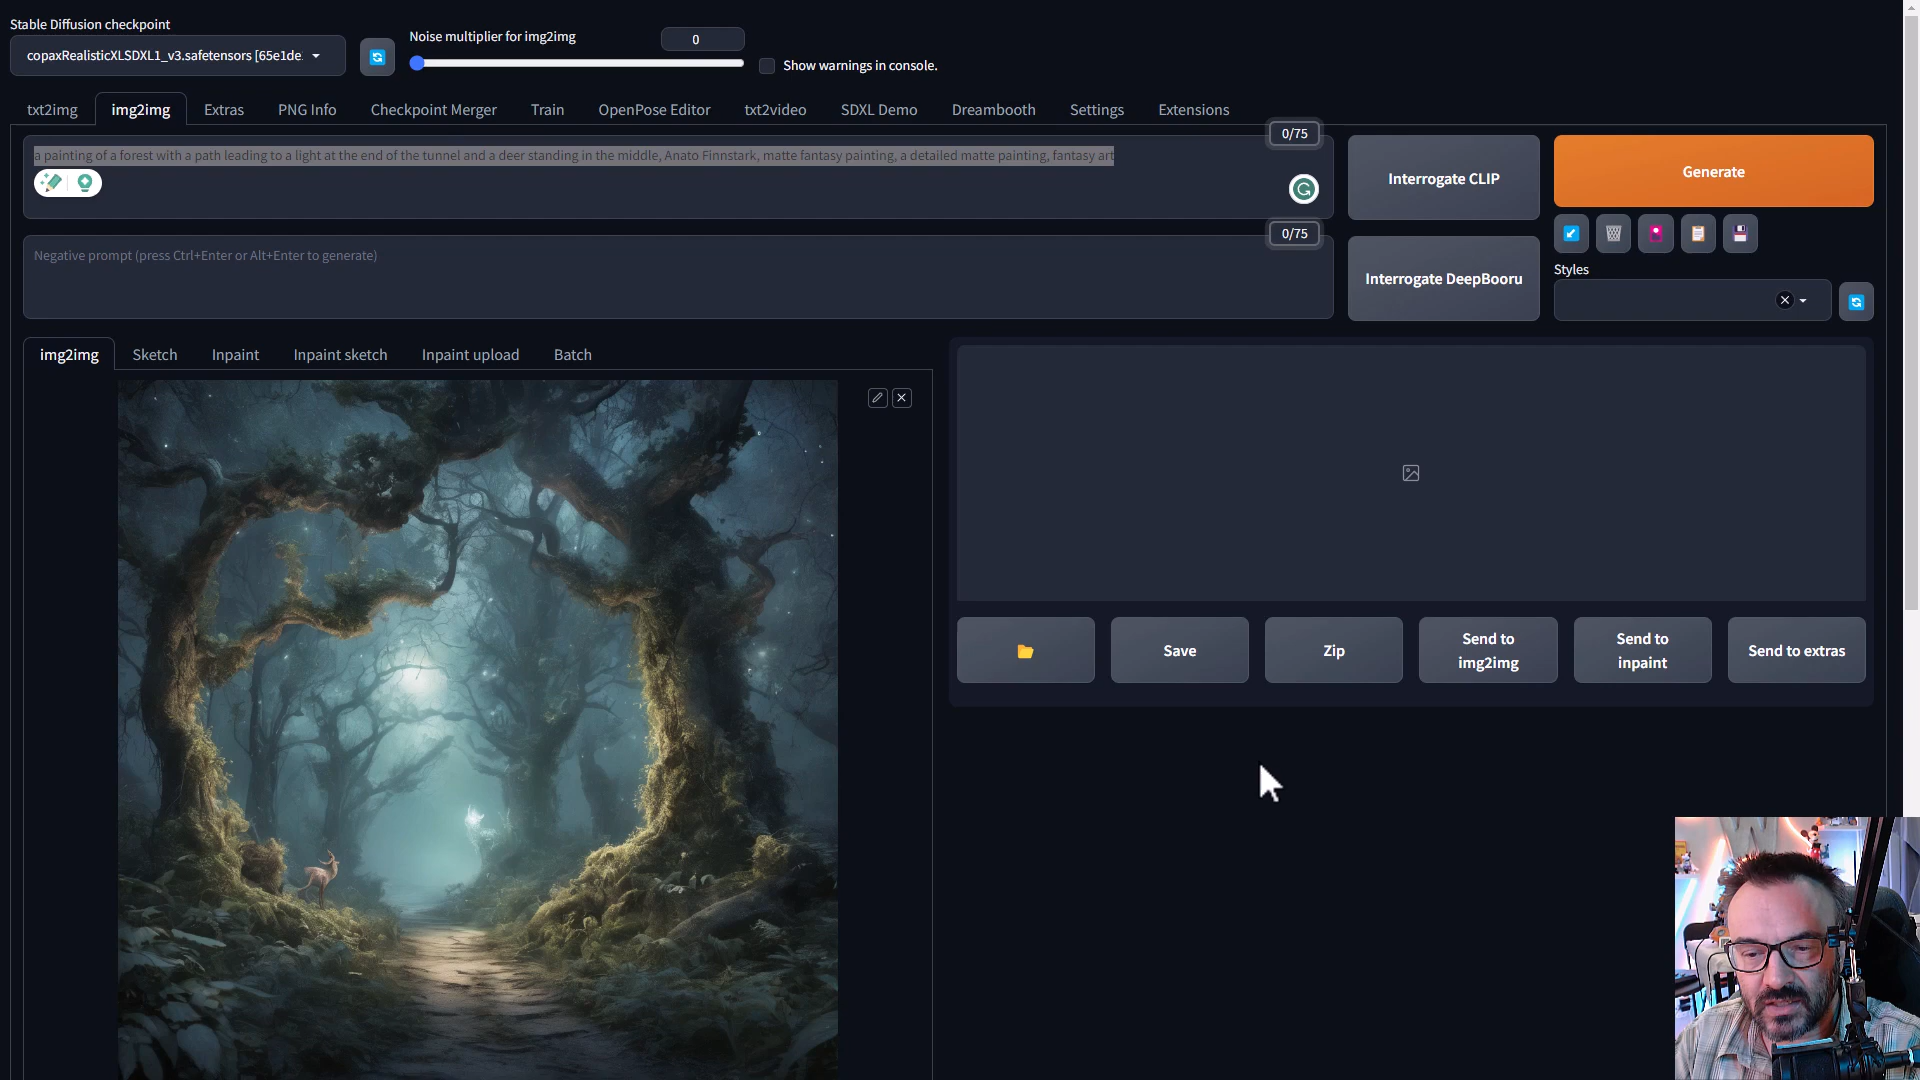 Stable Diffusion checkpoint
copaxRealisticXLSDXL1_v3.safetensors [65e1de
Noise multiplier for img2img
0
Show warnings in console.
txt2img
img2img
Extras
PNG Info
Checkpoint Merger
Train
OpenPose Editor
txt2video
SDXL Demo
Dreambooth
Settings
Extensions
a painting of a forest with a path leading to a light at the end of the tunnel and a deer standing in the middle, Anato Finnstark, matte fantasy painting, a detailed matte painting, fantasy art
0/75
Interrogate CLIP
Generate
Negative prompt (press Ctrl+Enter or Alt+Enter to generate)
0/75
Interrogate DeepBooru
Styles
img2img
Sketch
Inpaint
Inpaint sketch
Inpaint upload
Batch
Save
Zip
Send to
img2img
Send to
inpaint
Send to extras